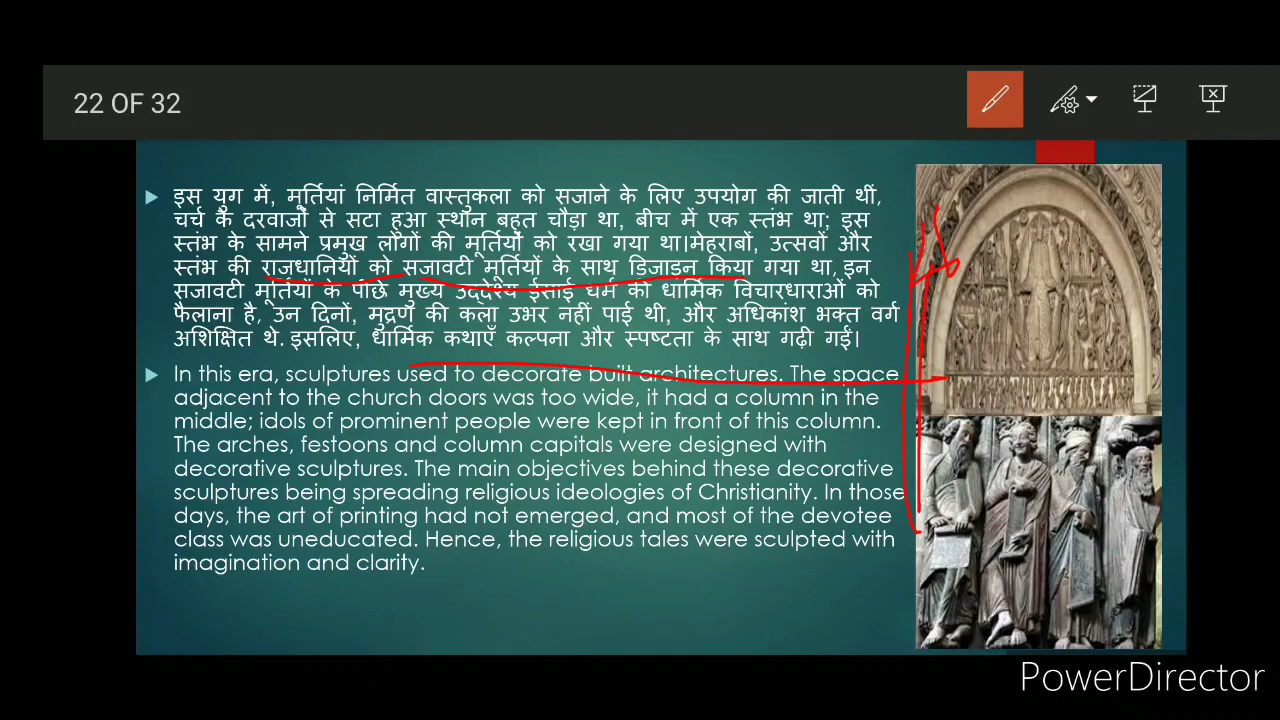 22 OF 32
इस युग में, मूर्तियां निर्मित वास्तुकला को सजाने के लिए उपयोग की जाती थीं,
चर्च के दरवाजों से सटा हुआ स्थान बहुत चौड़ा था, बीच में एक स्तंभ था; इस
स्तंभ के सामने प्रमुख लोगों की मूर्तियों को रखा गया था।मेहराबों, उत्सवों और
स्तंभ की राजधानियों को सजावटी मूर्तियों के साथ डिजाइन किया गया था, इन
सजावटी मूर्तियों के पीछे मुख्य उद्देश्य ईसाई धर्म की धार्मिक विचारधाराओं को
फैलाना है, उन दिनों, मुद्रण की कला उभर नहीं पाई थी, और अधिकांश भक्त वर्ग
अशिक्षित थे. इसलिए, धार्मिक कथाएँ कल्पना और स्पष्टता के साथ गढ़ी गईं।
In this era, sculptures used to decorate built architectures. The space
adjacent to the church doors was too wide, it had a column in the
middle; idols of prominent people were kept in front of this column.
The arches, festoons and column capitals were designed with
decorative sculptures. The main objectives behind these decorative
sculptures being spreading religious ideologies of Christianity. In those
days, the art of printing had not emerged, and most of the devotee
class was uneducated. Hence, the religious tales were sculpted with
imagination and clarity.
PowerDirector